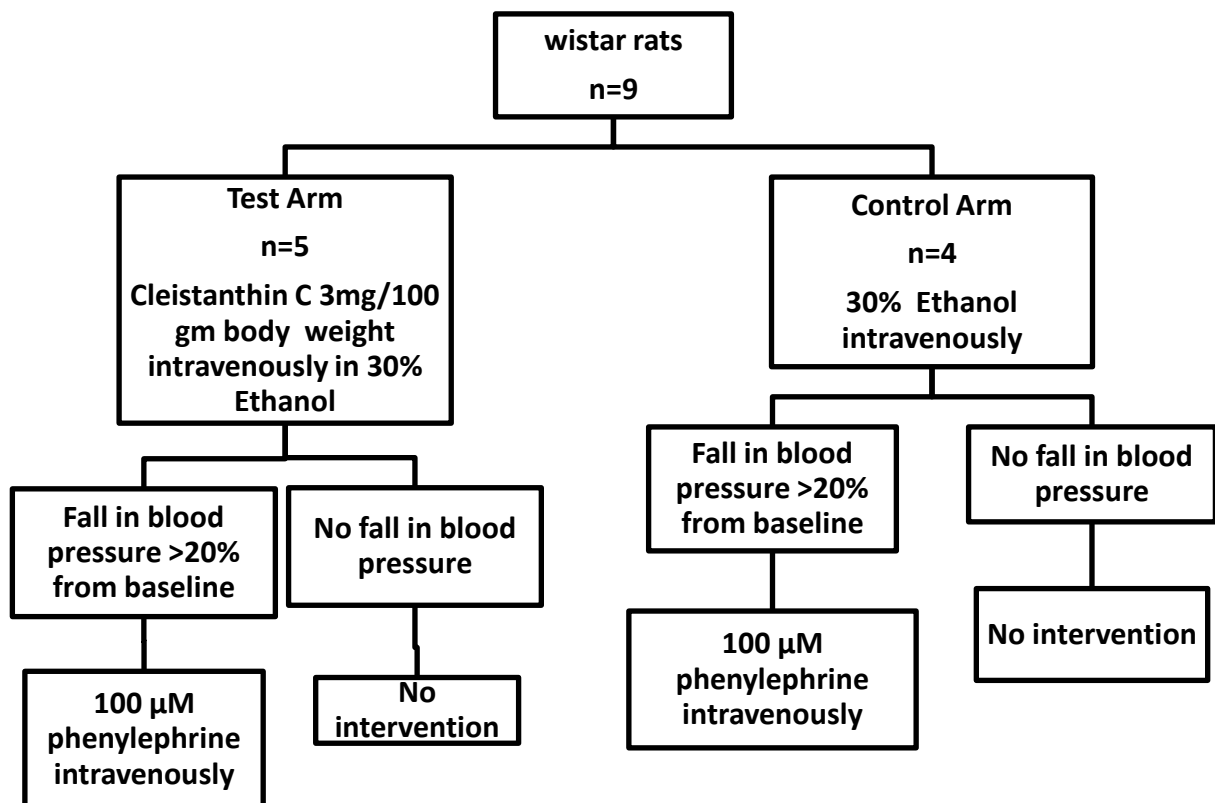 wistar rats
n=9
Test Arm
n=5
Cleistanthin C 3mg/100
gm body weight
intravenously in 30%
Ethanol
Control Arm
n=4
30% Ethanol
intravenously
Fall in blood
pressure >20%
from baseline
No fall in blood
pressure
Fall in blood
pressure >20%
from baseline
No fall in blood
pressure
100 µM
phenylephrine
intravenously
No
intervention
100 µM
phenylephrine
intravenously
No intervention